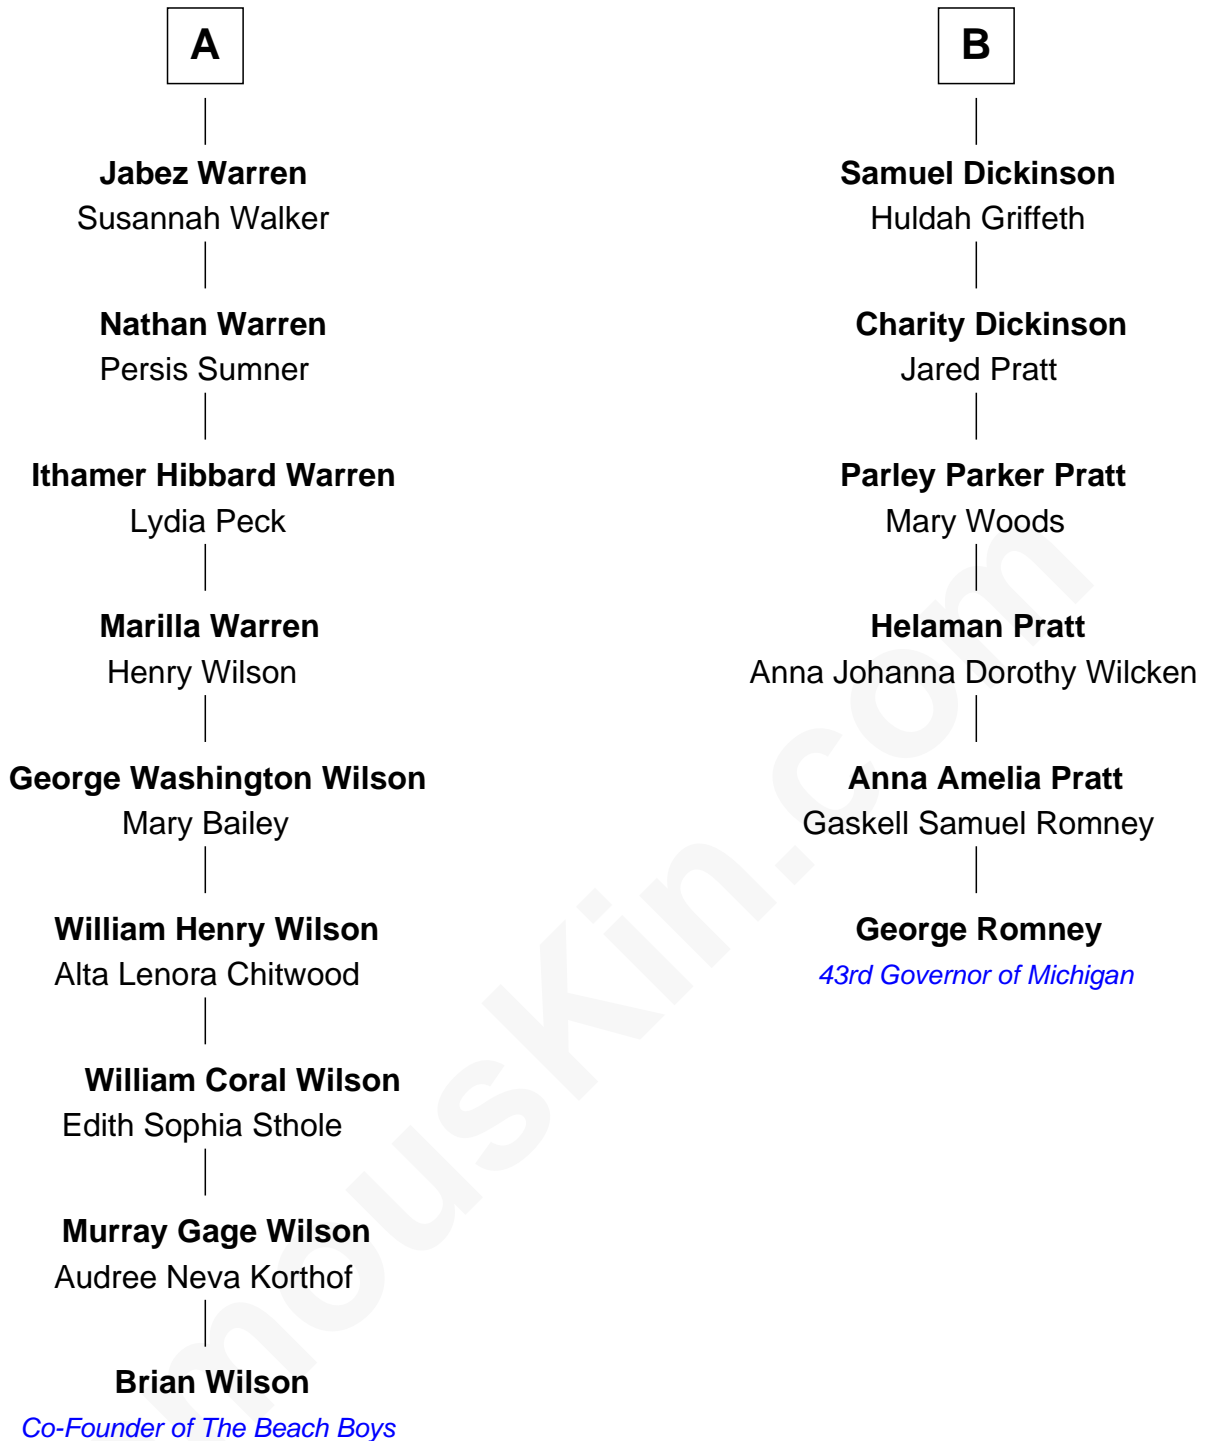 A
Jabez Warren
Susannah Walker
Nathan Warren
Persis Sumner
Ithamer Hibbard Warren
Lydia Peck
Marilla Warren
Henry Wilson
George Washington Wilson
Mary Bailey
William Henry Wilson
Alta Lenora Chitwood
William Coral Wilson
Edith Sophia Sthole
Murray Gage Wilson
Audree Neva Korthof
Brian Wilson
Co-Founder of The Beach Boys
B
Samuel Dickinson
Huldah Griffeth
Charity Dickinson
Jared Pratt
Parley Parker Pratt
Mary Woods
Helaman Pratt
Anna Johanna Dorothy Wilcken
Anna Amelia Pratt
Gaskell Samuel Romney
George Romney
43rd Governor of Michigan
mousKin.com